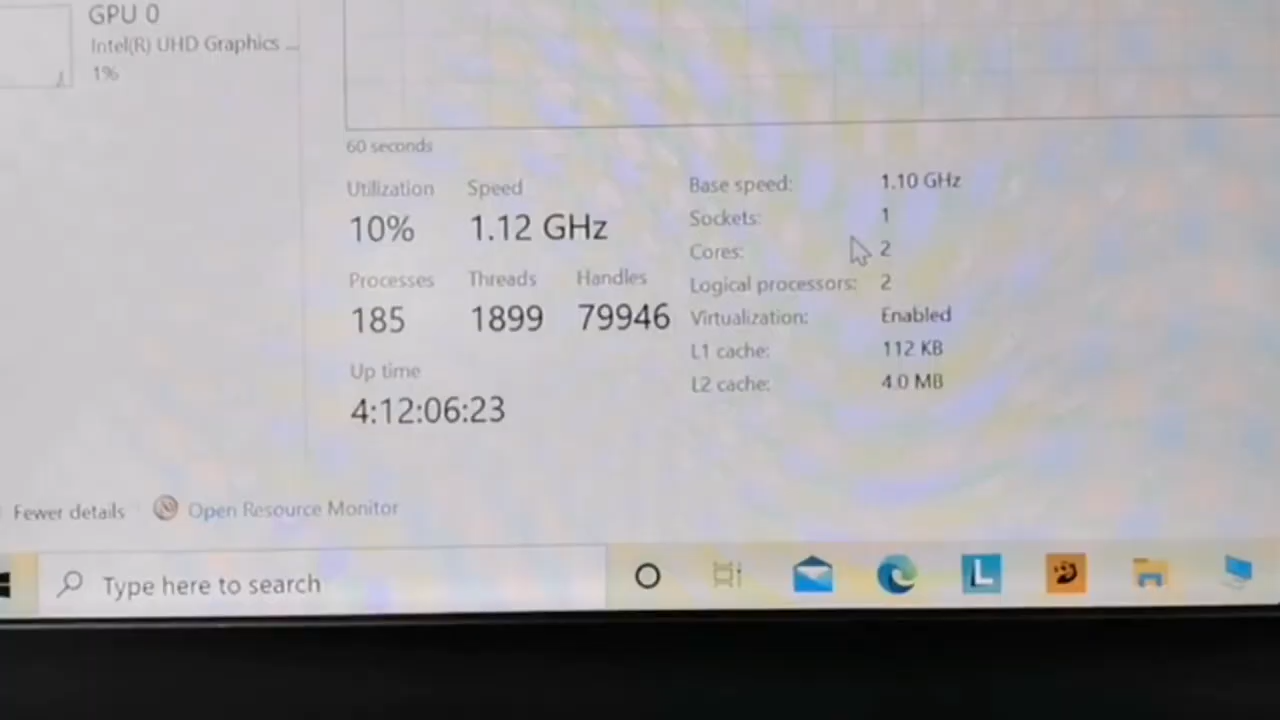 GPU 0
Intel(R) UHD Graphics ...
1%
60 seconds
Utilization Speed
10% 1.12 GHz
Processes Threads Handles
185 1899 79946
Up time
4:12:06:23
Base speed: 1.10 GHz
Sockets: 1
Cores: 2
Logical processors: 2
Virtualization: Enabled
L1 cache: 112 KB
L2 cache: 4.0 MB
Fewer details Open Resource Monitor
Type here to search
L